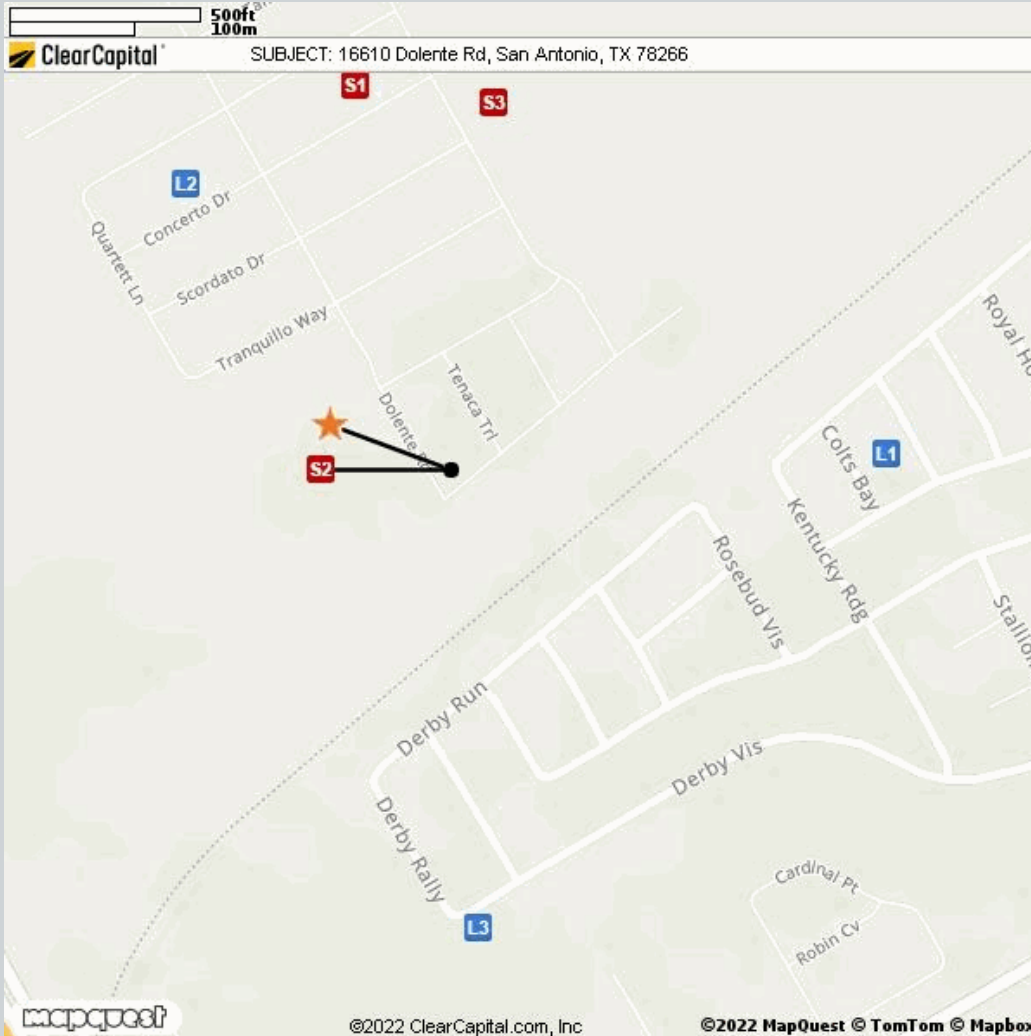 500ft
100m
ClearCapital
SUBJECT: 16610 Dolente Rd, San Antonio, TX 78266
S1
S3
L2
Concerto Dr
Quartett Ln
Scordato Dr
Tranquillo Way
Royal Ho
Tenaca Trl
Dolente
S2
Colts Bay
L1
Kentucky Rdg
Rosebud Vis
Stallion
Derby Run
Derby Vis
Derby Rally
Cardinal Pt
L3
Robin Cv
mapquest
©2022 ClearCapital.com, Inc
©2022 MapQuest © TomTom © Mapbox